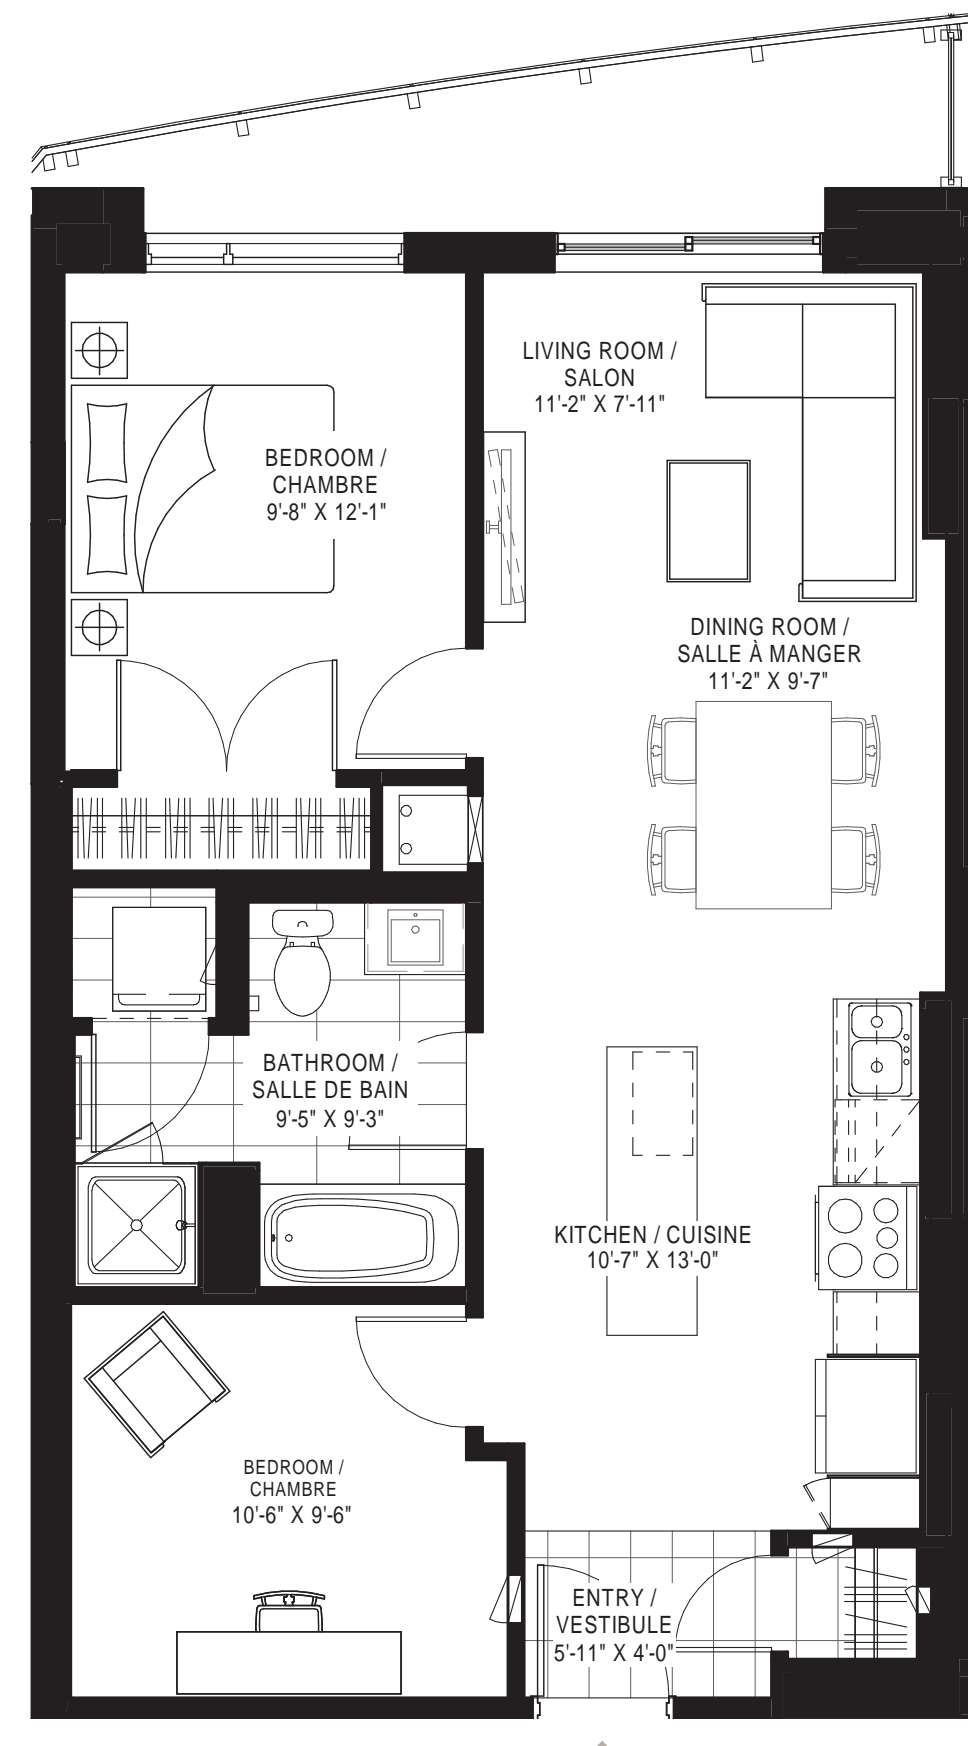 LIVING ROOM /
SALON
11'-2" X 7'-11"
BEDROOM /
CHAMBRE
9'-8" X 12'-1"
DINING ROOM /
SALLE À MANGER
11'-2" X 9'-7"
BATHROOM /
SALLE DE BAIN
9'-5" X 9'-3"
KITCHEN / CUISINE
10'-7" X 13'-0"
BEDROOM /
CHAMBRE
10'-6" X 9'-6"
ENTRY /
VESTIBULE
5'-11" X 4'-0"